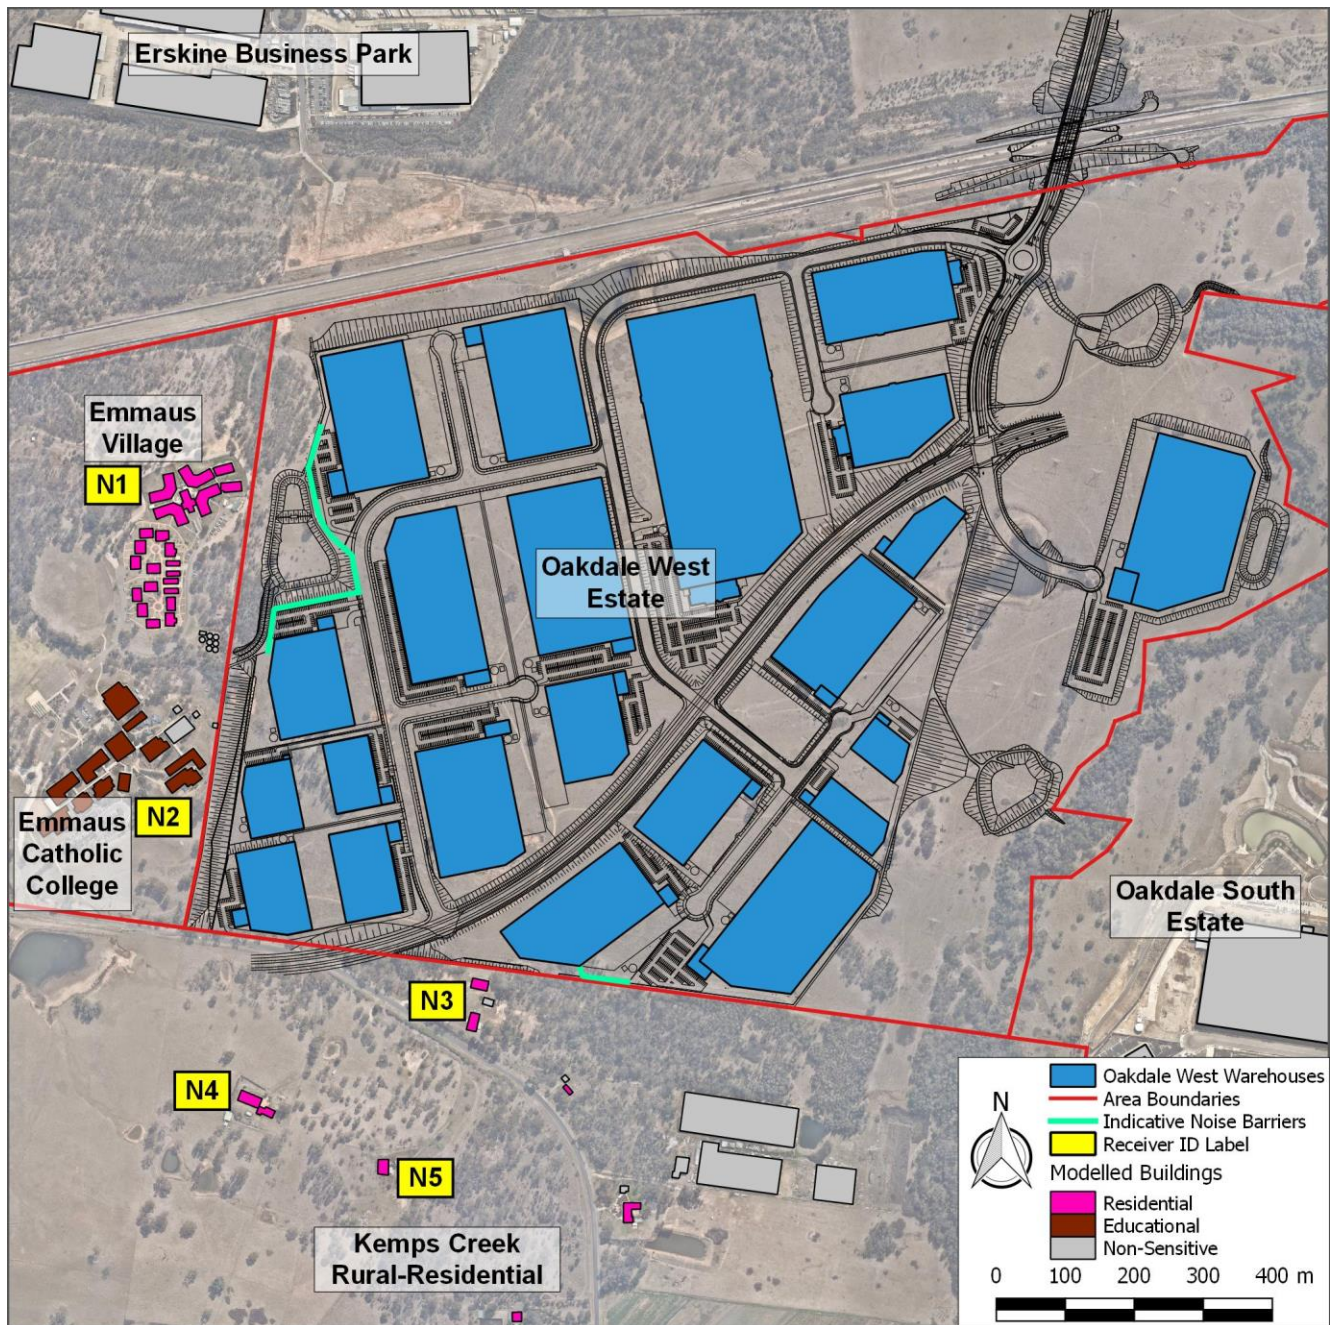 Erskine Business Park
Emmaus
Village
N1
Oakdale West
Estate
N2
Emmaus
Catholic
College
Oakdale South
Estate
N3
N4
N5
Kemps Creek
Rural-Residential
N
Oakdale West Warehouses
Area Boundaries
Indicative Noise Barriers
Receiver ID Label
Modelled Buildings
Residential
Educational
Non-Sensitive
0 100 200 300 400 m